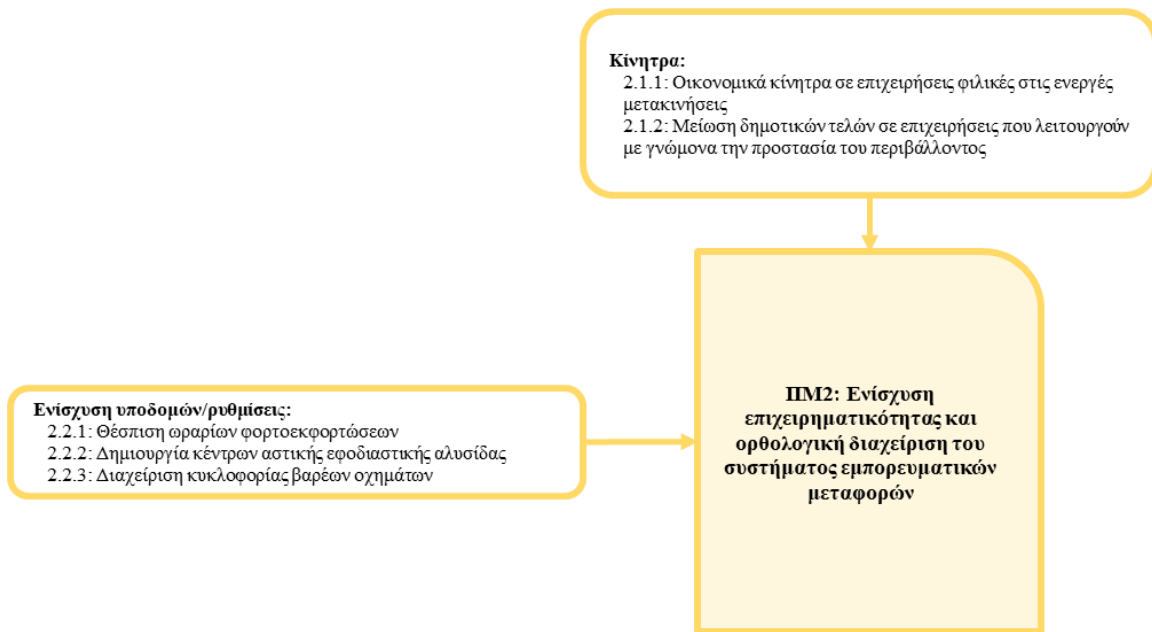 Κίνητρα:
2.1.1: Οικονομικά κίνητρα σε επιχειρήσεις φιλικές στις ενεργές
μετακινήσεις
2.1.2: Μείωση δημοτικών τελών σε επιχειρήσεις που λειτουργούν
με γνώμονα την προστασία του περιβάλλοντος
Ενίσχυση υποδομών/ρυθμίσεις:
2.2.1: Θέσπιση ωραρίων φορτοεκφορτώσεων
2.2.2: Δημιουργία κέντρων αστικής εφοδιαστικής αλυσίδας
2.2.3: Διαχείριση κυκλοφορίας βαρέων οχημάτων
ΠΜ2: Ενίσχυση
επιχειρηματικότητας και
ορθολογική διαχείριση του
συστήματος εμπορευματικών
μεταφορών